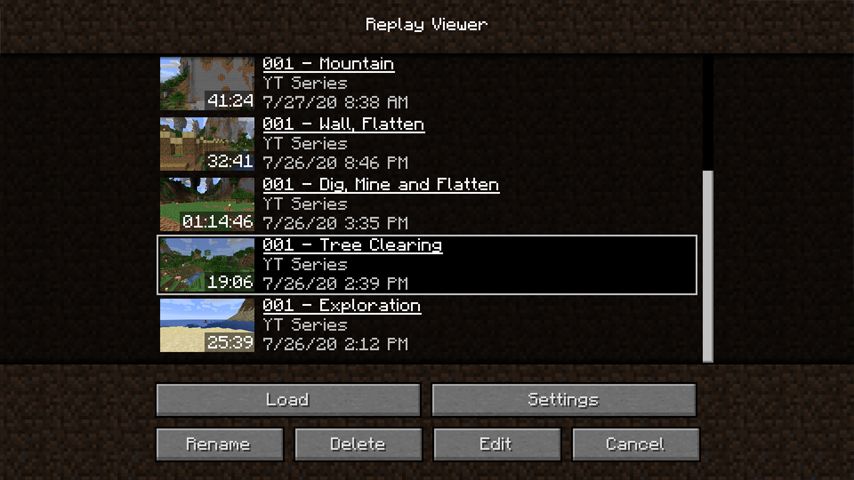 Replay Viewer
001 - Mountain
YT Series
41:24
7/27/20 8:38 AM
001 - Wall, Flatten
YT Series
32:41
7/26/20 8:46 PM
001 - Dig, Mine and Flatten
YT Series
01:14:46
7/26/20 3:35 PM
001 - Tree Clearing
YT Series
19:06
7/26/20 2:39 PM
001 - Exploration
YT Series
25:39
7/26/20 2:12 PM
Load
Settings
Rename
Delete
Edit
Cancel